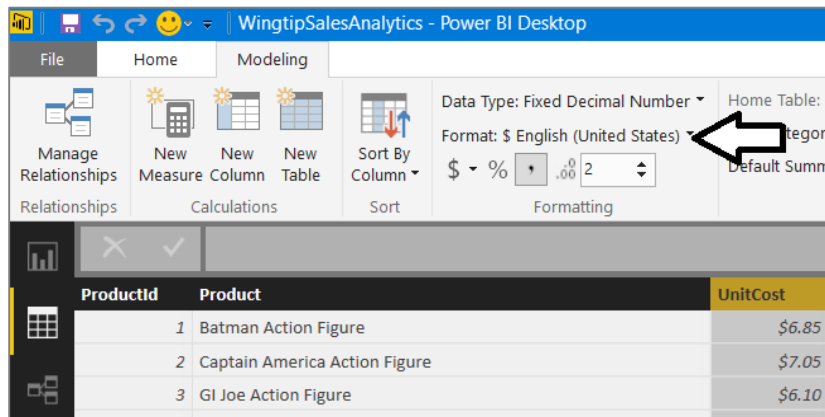 WingtipSalesAnalytics - Power BI Desktop
File Home Modeling
Data Type: Fixed Decimal Number Home Table:
Format: $ English (United States)
Manage Relationships
New Measure
New Column
New Table
Sort By Column
$ % , .00 2
Default Summ
Relationships Calculations Sort Formatting
ProductId Product UnitCost
1 Batman Action Figure $6.85
2 Captain America Action Figure $7.05
3 GI Joe Action Figure $6.10